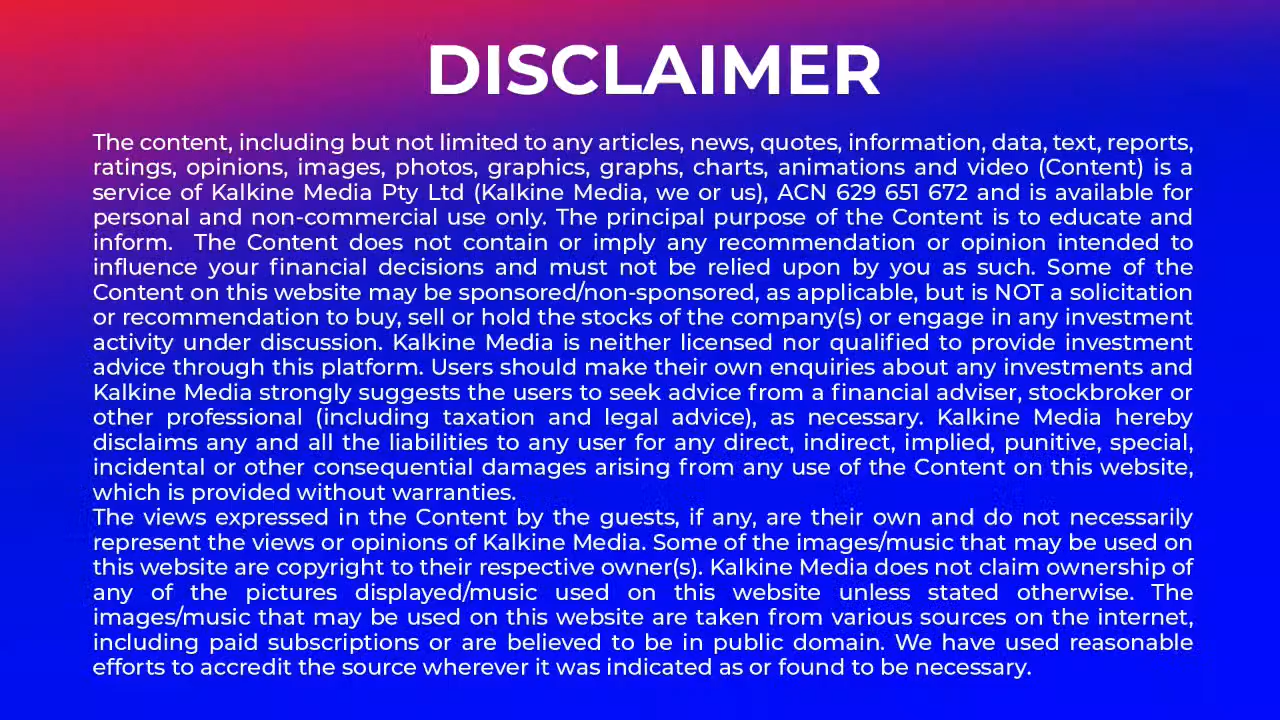 DISCLAIMER
The content, including but not limited to any articles, news, quotes, information, data, text, reports,
ratings, opinions, images, photos, graphics, graphs, charts, animations and video (Content) is a
service of Kalkine Media Pty Ltd (Kalkine Media, we or us), ACN 629 651 672 and is available for
personal and non-commercial use only. The principal purpose of the Content is to educate and
inform.  The Content does not contain or imply any recommendation or opinion intended to
influence your financial decisions and must not be relied upon by you as such. Some of the
Content on this website may be sponsored/non-sponsored, as applicable, but is NOT a solicitation
or recommendation to buy, sell or hold the stocks of the company(s) or engage in any investment
activity under discussion. Kalkine Media is neither licensed nor qualified to provide investment
advice through this platform. Users should make their own enquiries about any investments and
Kalkine Media strongly suggests the users to seek advice from a financial adviser, stockbroker or
other professional (including taxation and legal advice), as necessary. Kalkine Media hereby
disclaims any and all the liabilities to any user for any direct, indirect, implied, punitive, special,
incidental or other consequential damages arising from any use of the Content on this website,
which is provided without warranties.
The views expressed in the Content by the guests, if any, are their own and do not necessarily
represent the views or opinions of Kalkine Media. Some of the images/music that may be used on
this website are copyright to their respective owner(s). Kalkine Media does not claim ownership of
any of the pictures displayed/music used on this website unless stated otherwise. The
images/music that may be used on this website are taken from various sources on the internet,
including paid subscriptions or are believed to be in public domain. We have used reasonable
efforts to accredit the source wherever it was indicated as or found to be necessary.